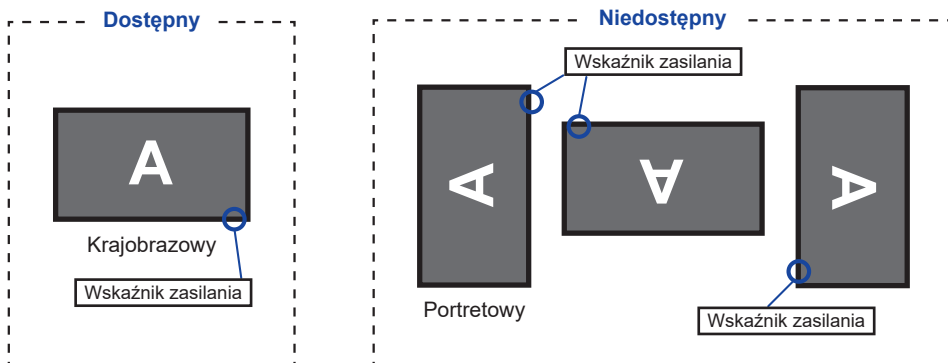 Dostępny
A
Krajobrazowy
Wskaźnik zasilania
Niedostępny
Wskaźnik zasilania
A
A
A
Portretowy
Wskaźnik zasilania